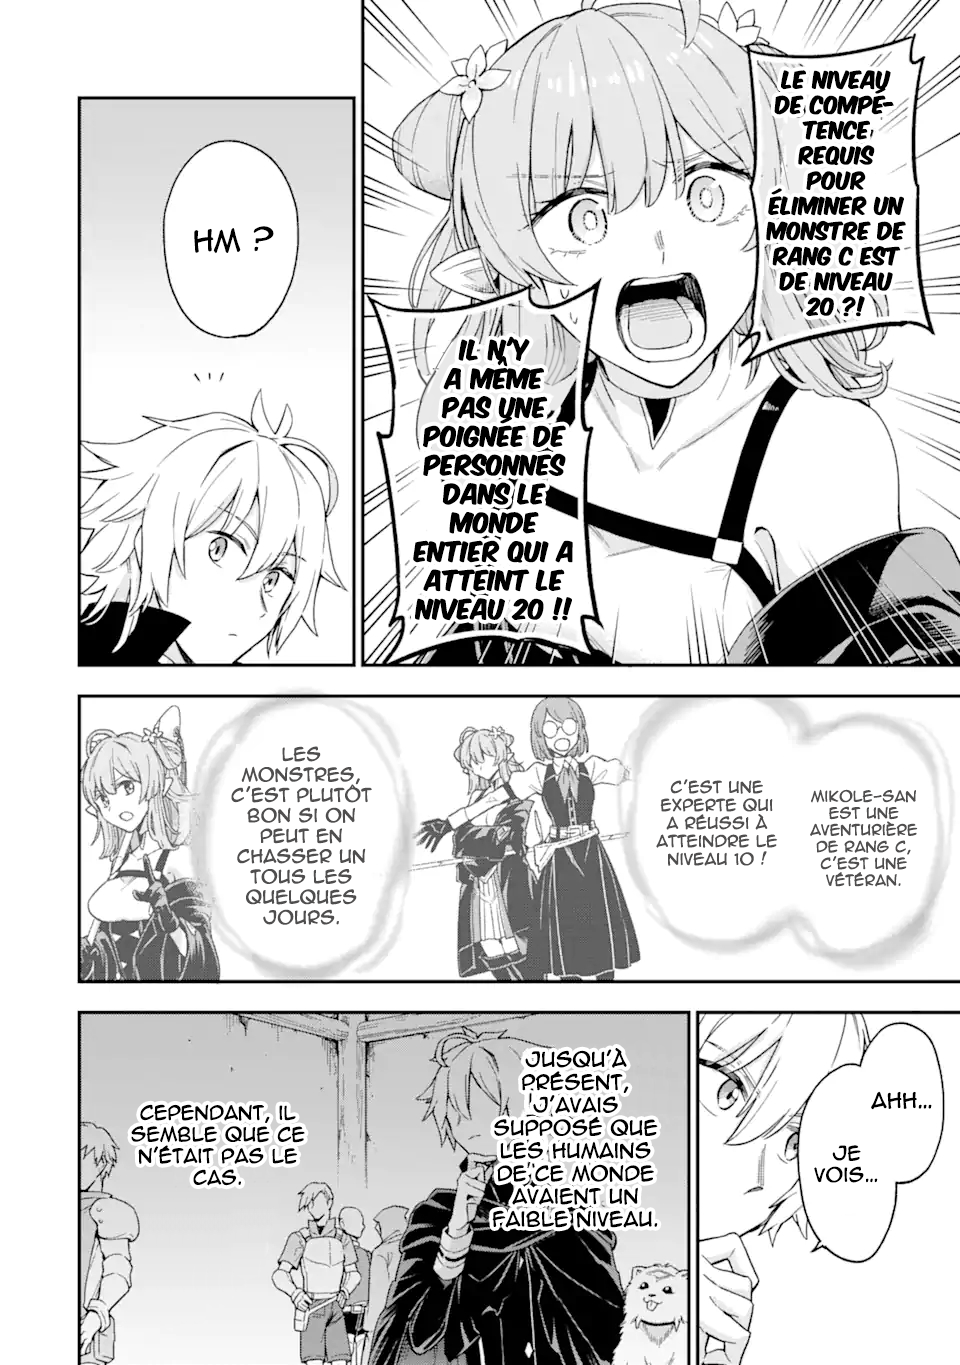 LE NIVEAU
DE COMPÉ-
TENCE
REQUIS
POUR
ÉLIMINER UN
MONSTRE DE
RANG C EST
DE NIVEAU
20 ?!
IL N'Y
A MÊME
PAS UNE
POIGNÉE DE
PERSONNES
DANS LE
MONDE
ENTIER QUI A
ATTEINT LE
NIVEAU 20 !!
HM ?
MIKOLE-SAN
EST UNE
AVENTURIÈRE
DE RANG C,
C'EST UNE
VÉTÉRAN.
C'EST UNE
EXPERTE QUI
A RÉUSSI À
ATTEINDRE LE
NIVEAU 10 !
LES
MONSTRES,
C'EST PLUTÔT
BON SI ON
PEUT EN
CHASSER UN
TOUS LES
QUELQUES
JOURS.
AHH...
JE
VOIS...
JUSQU'À
PRÉSENT,
J'AVAIS
SUPPOSÉ QUE
LES HUMAINS
DE CE MONDE
AVAIENT UN
FAIBLE NIVEAU.
CEPENDANT, IL
SEMBLE QUE CE
N'ÉTAIT PAS LE
CAS.